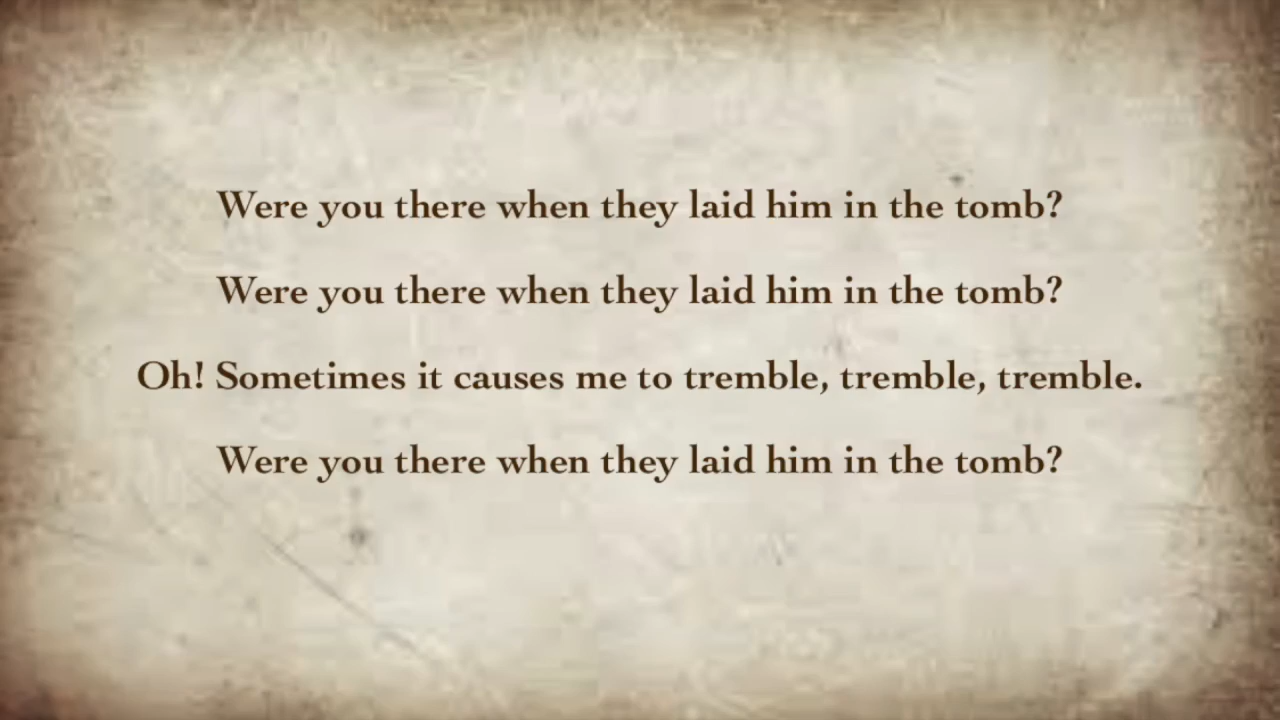 Were you there when they laid him in the tomb?
Were you there when they laid him in the tomb?
Oh! Sometimes it causes me to tremble, tremble, tremble.
Were you there when they laid him in the tomb?